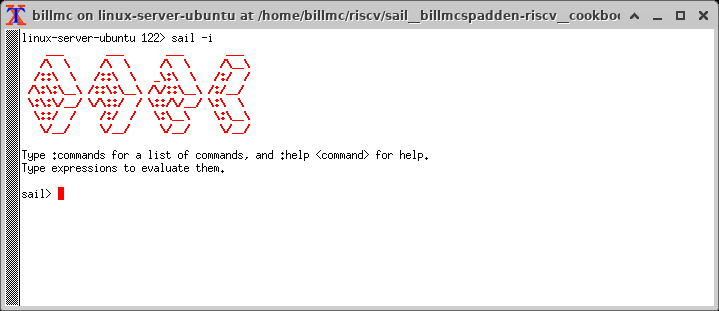 billmc on linux-server-ubuntu at /home/billmc/riscv/sail__billmcspadden-riscv__cookboo
linux-server-ubuntu 122> sail -i
Type :commands for a list of commands, and :help <command> for help.
Type expressions to evaluate them.
sail>